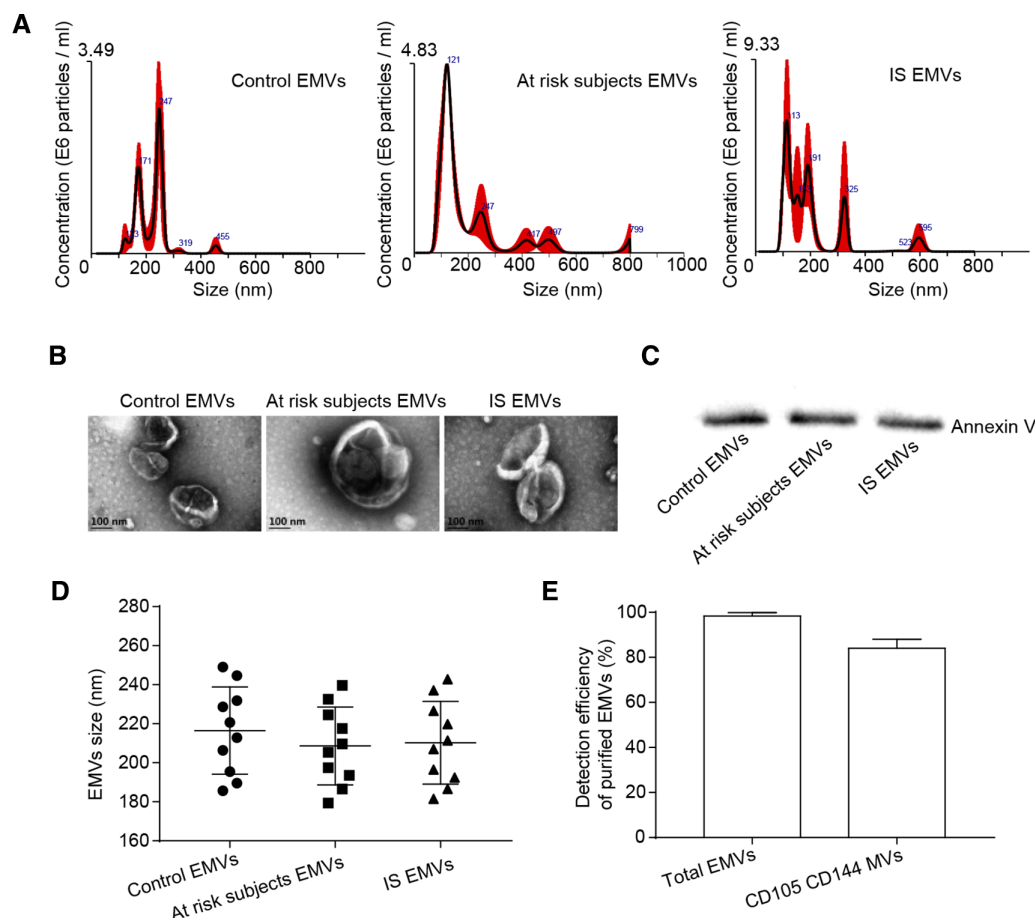 A
Concentration (E6 particles / ml)
3.49
Control EMVs
171
247
319
455
0
200
400
600
800
1000
Size (nm)
Concentration (E6 particles / ml)
4.83
At risk subjects EMVs
121
247
417
497
799
0
200
400
600
800
1000
Size (nm)
Concentration (E6 particles / ml)
9.33
IS EMVs
113
191
325
523
595
0
200
400
600
800
1000
Size (nm)
B
Control EMVs
At risk subjects EMVs
IS EMVs
100 nm
100 nm
100 nm
C
Annexin V
Control EMVs
At risk subjects EMVs
IS EMVs
D
EMVs size (nm)
280
260
240
220
200
180
160
Control EMVs
At risk subjects EMVs
IS EMVs
E
Detection efficiency
of purified EMVs (%)
100
80
60
40
20
0
Total EMVs
CD105 CD144 MVs